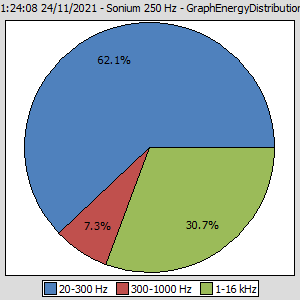 1:24:08 24/11/2021 - Sonium 250 Hz - GraphEnergyDistribution
62.1%
7.3%
30.7%
20-300 Hz 300-1000 Hz 1-16 kHz